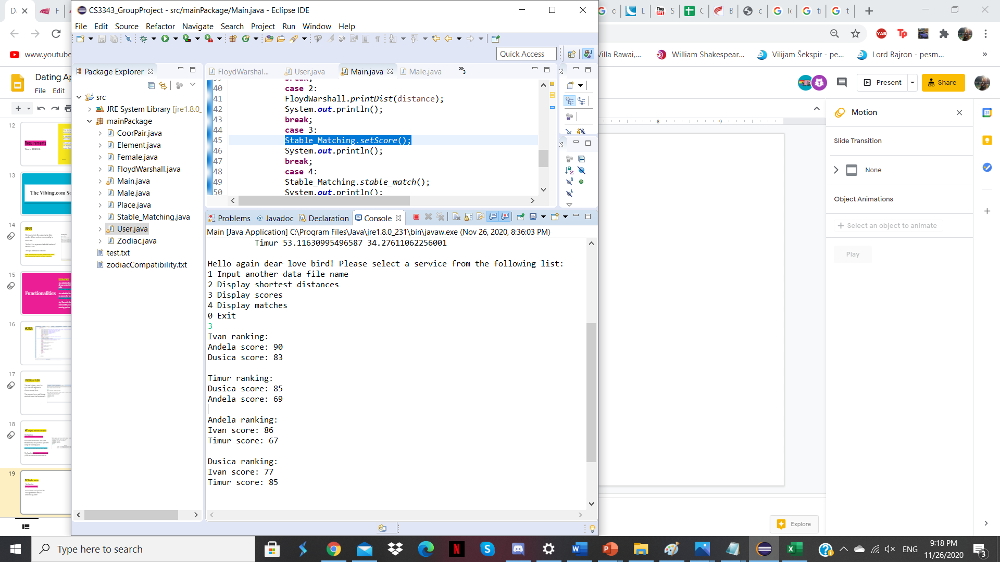 CS3343_GroupProject - src/mainPackage/Main.java - Eclipse IDE
File Edit Source Refactor Navigate Search Project Run Window Help
Quick Access
www.youtube
Villa Rawai,...
William Shakespear...
Vilijam Šekspir - pe...
Lord Bajron - pesm...
Dating Ap
File Edit
Present
Share
Package Explorer
src
JRE System Library [jre1.8.0_
mainPackage
CoorPair.java
Element.java
Female.java
FloydWarshall.java
Main.java
Male.java
Place.java
Stable_Matching.java
User.java
Zodiac.java
test.txt
zodiacCompatibility.txt
FloydWarshal...
User.java
Main.java
Male.java
3
39 break;
40 case 2:
41 FloydWarshall.printDist(distance);
42 System.out.println();
43 break;
44 case 3:
45 Stable_Matching.setScore();
46 System.out.println();
47 break;
48 case 4:
49 Stable_Matching.stable_match();
50 System.out.println();
Problems Javadoc Declaration Console
Main [Java Application] C:\Program Files\Java\jre1.8.0_231\bin\javaw.exe (Nov 26, 2020, 8:36:03 PM)
Timur 53.11630995496587 34.27611062256001
Hello again dear love bird! Please select a service from the following list:
1 Input another data file name
2 Display shortest distances
3 Display scores
4 Display matches
0 Exit
3
Ivan ranking:
Andela score: 90
Dusica score: 83
Timur ranking:
Dusica score: 85
Andela score: 69
Andela ranking:
Ivan score: 86
Timur score: 67
Dusica ranking:
Ivan score: 77
Timur score: 85
12
Requirements
13
The Vibing.com So
14
INPUT
15
Functionalities
16
#CODE
17
PROGRAM FLOW
18
#2 Display shortest distance
19
8
9
Motion
Slide Transition
None
Object Animations
Select an object to animate
Play
Explore
Type here to search
ENG
9:18 PM
11/26/2020
3